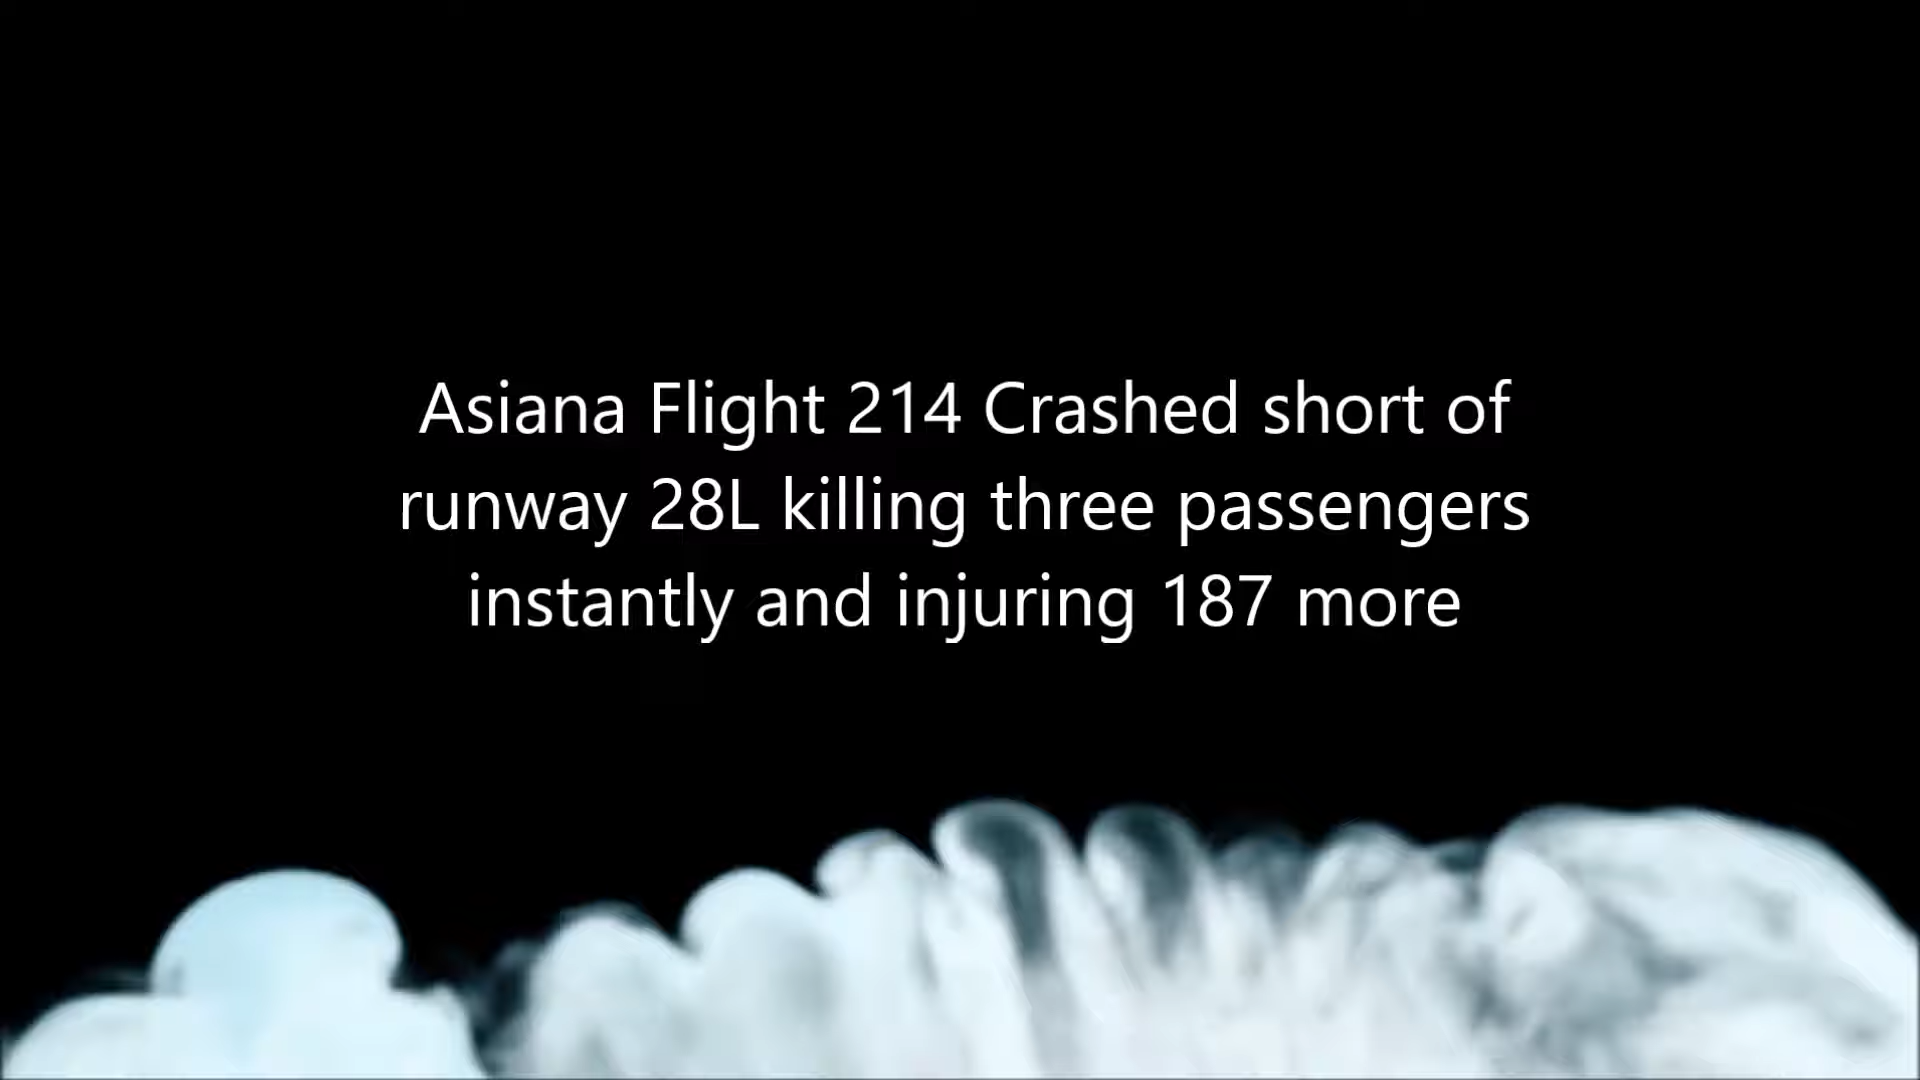 Asiana Flight 214 Crashed short of
runway 28L killing three passengers
instantly and injuring 187 more